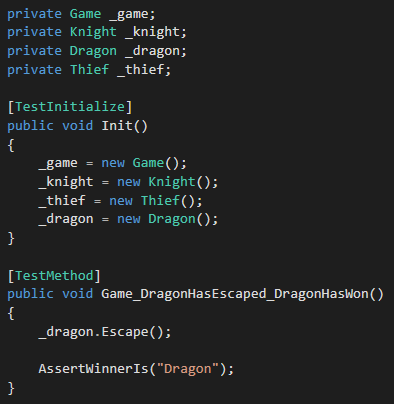 private Game _game;
private Knight _knight;
private Dragon _dragon;
private Thief _thief;

[TestInitialize]
public void Init()
{
    _game = new Game();
    _knight = new Knight();
    _thief = new Thief();
    _dragon = new Dragon();
}

[TestMethod]
public void Game_DragonHasEscaped_DragonHasWon()
{
    _dragon.Escape();

    AssertWinnerIs("Dragon");
}